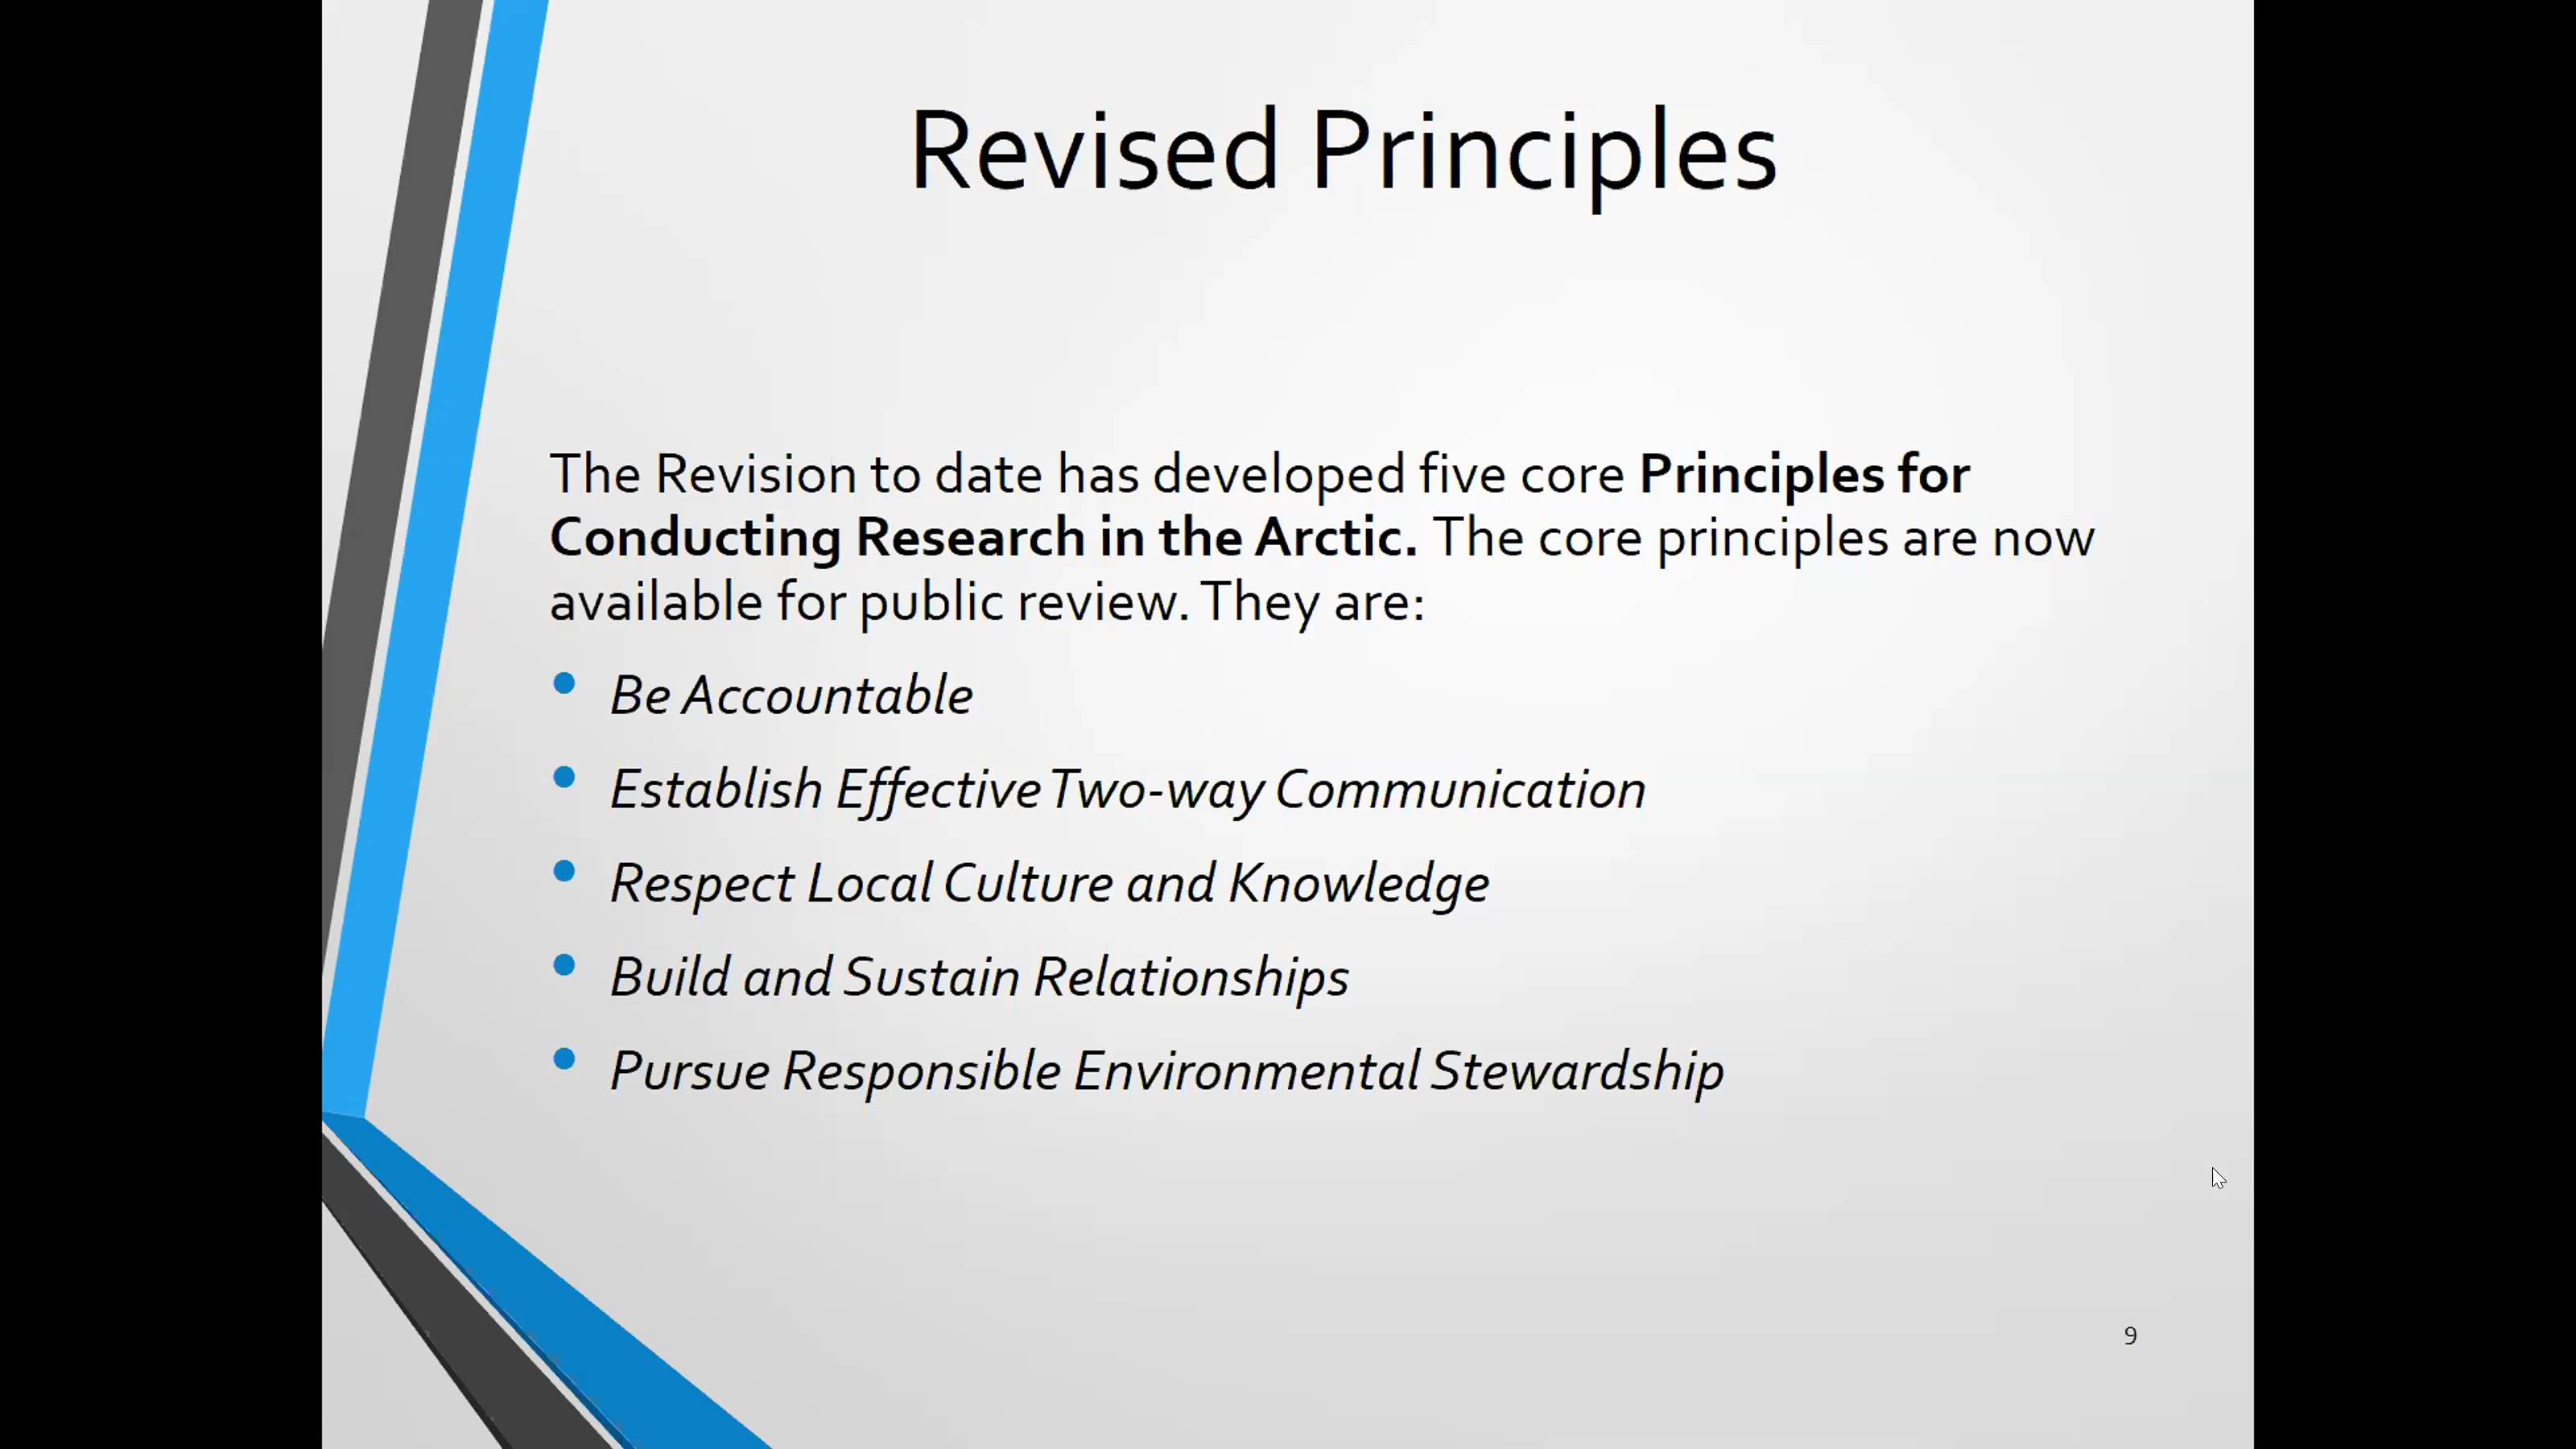 Revised Principles
The Revision to date has developed five core Principles for
Conducting Research in the Arctic. The core principles are now
available for public review. They are:
• Be Accountable
• Establish Effective Two-way Communication
• Respect Local Culture and Knowledge
• Build and Sustain Relationships
• Pursue Responsible Environmental Stewardship
9